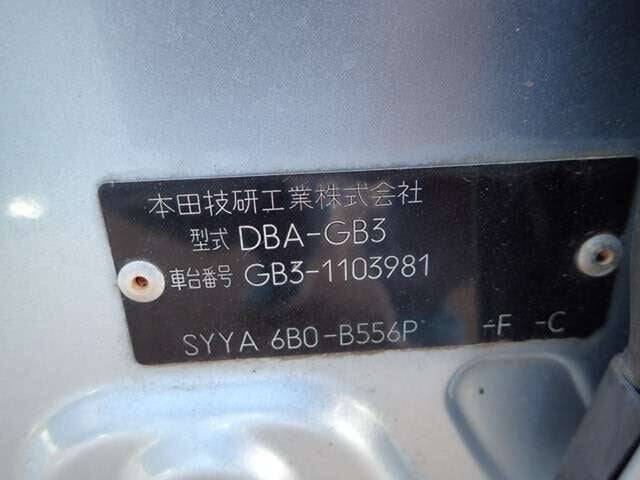 本田技研工業株式会社
型式 DBA-GB3
車台番号 GB3-1103981
SYYA 6B0-B556P -F -C